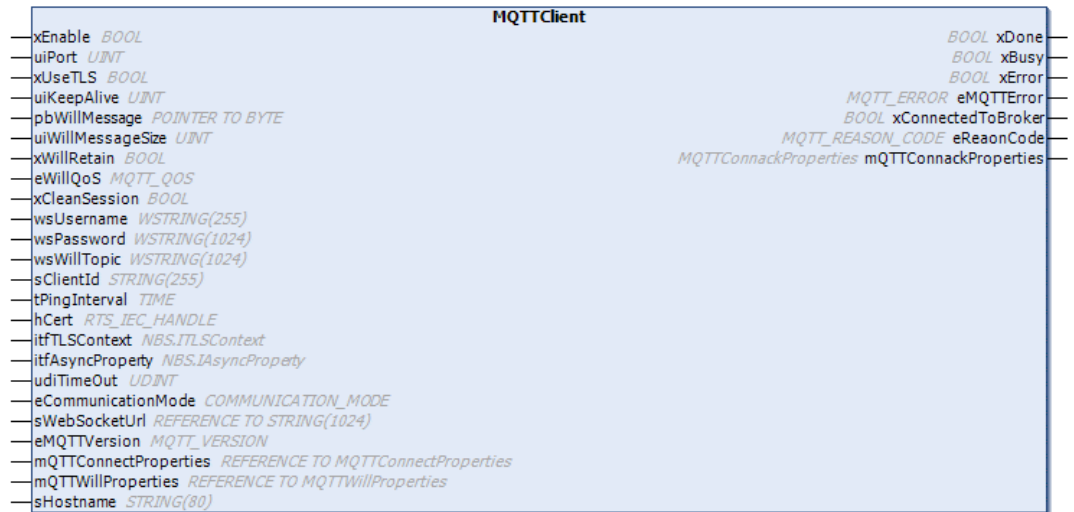 MQTTClient
xEnable BOOL BOOL xDone
uiPort UINT BOOL xBusy
xUseTLS BOOL BOOL xError
uiKeepAlive UINT MQTT_ERROR eMQTTError
pbWillMessage POINTER TO BYTE BOOL xConnectedToBroker
uiWillMessageSize UINT MQTT_REASON_CODE eReaonCode
xWillRetain BOOL MQTTConnackProperties mQTTConnackProperties
eWillQoS MQTT_QOS
xCleanSession BOOL
wsUsername WSTRING(255)
wsPassword WSTRING(1024)
wsWillTopic WSTRING(1024)
sClientId STRING(255)
tPingInterval TIME
hCert RTS_IEC_HANDLE
itfTLSContext NBS.ITLSContext
itfAsyncProperty NBS.IAsyncProperty
udiTimeOut UDINT
eCommunicationMode COMMUNICATION_MODE
sWebSocketUrl REFERENCE TO STRING(1024)
eMQTTVersion MQTT_VERSION
mQTTConnectProperties REFERENCE TO MQTTConnectProperties
mQTTWillProperties REFERENCE TO MQTTWillProperties
sHostname STRING(80)